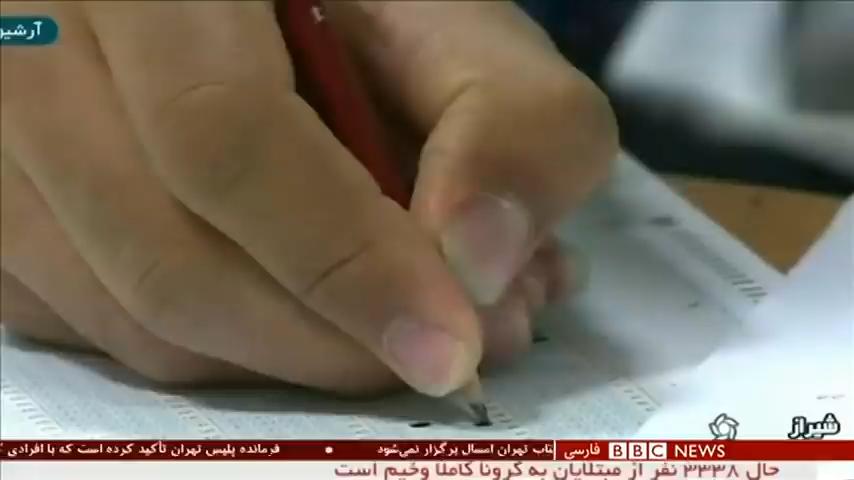 آرشیو
شیراز
BBC NEWS فارسی
تاب تهران امسال برگزار نمی‌شود • فرمانده پلیس تهران تأکید کرده است که با افرادی
حال ۳۳۳۸ نفر از مبتلایان به کرونا کاملا وخیم است